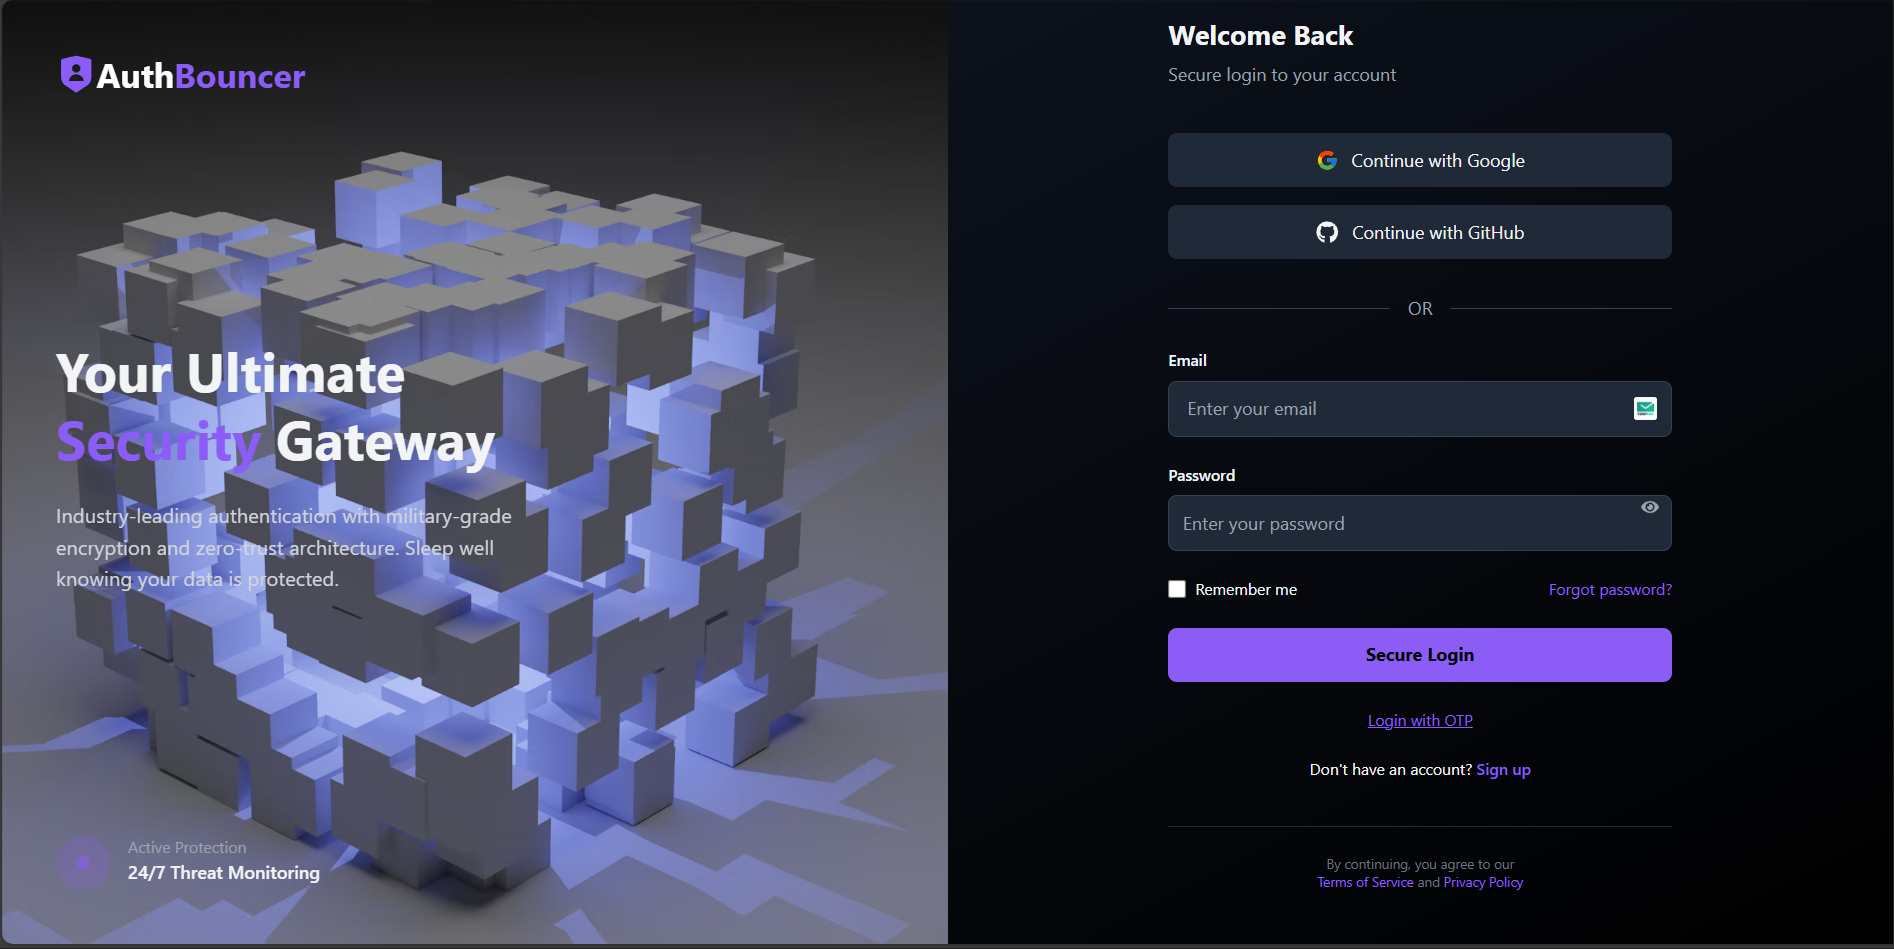 AuthBouncer
Your Ultimate
Security Gateway
Industry-leading authentication with military-grade
encryption and zero-trust architecture. Sleep well
knowing your data is protected.
Active Protection
24/7 Threat Monitoring
Welcome Back
Secure login to your account
Continue with Google
Continue with GitHub
OR
Email
Enter your email
Password
Enter your password
Remember me
Forgot password?
Secure Login
Login with OTP
Don't have an account? Sign up
By continuing, you agree to our
Terms of Service and Privacy Policy